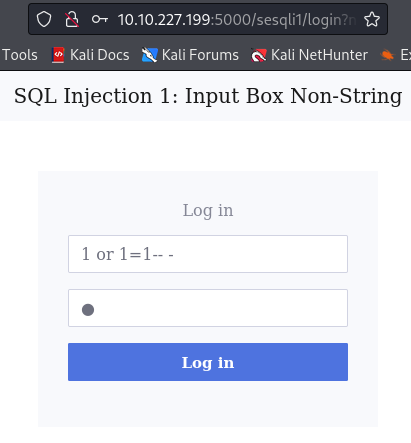 10.10.227.199:5000/sesqli1/login?n
Tools Kali Docs Kali Forums Kali NetHunter Ex
SQL Injection 1: Input Box Non-String
Log in
1 or 1=1-- -
Log in